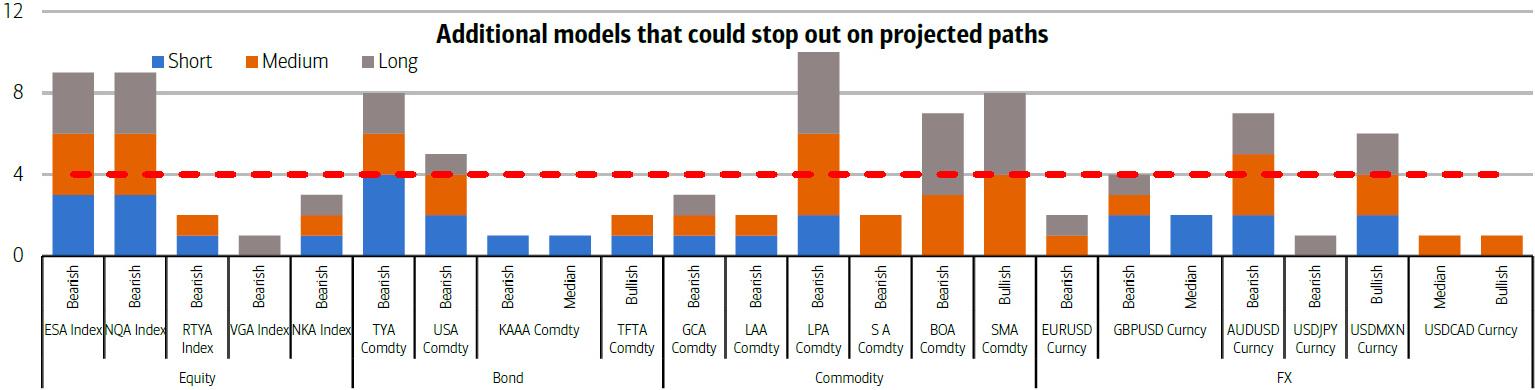 12
Additional models that could stop out on projected paths
Short Medium Long
8
4
0
Bearish Bearish Bearish Bearish Bearish Bearish Bearish Bearish Median Bullish Bearish Bearish Bearish Bearish Bearish Bullish Bearish Bearish Median Bearish Bearish Bullish Median Bullish
ESA Index NQA Index RTYA Index VGA Index NKA Index TYA Comdty USA Comdty KAAA Comdty TFTA Comdty GCA Comdty LAA Comdty LPA Comdty S A Comdty BOA Comdty SMA Comdty EURUSD Curncy GBPUSD Curncy AUDUSD Curncy USDJPY Curncy USDMXN Curncy USDCAD Curncy
Equity Bond Commodity FX